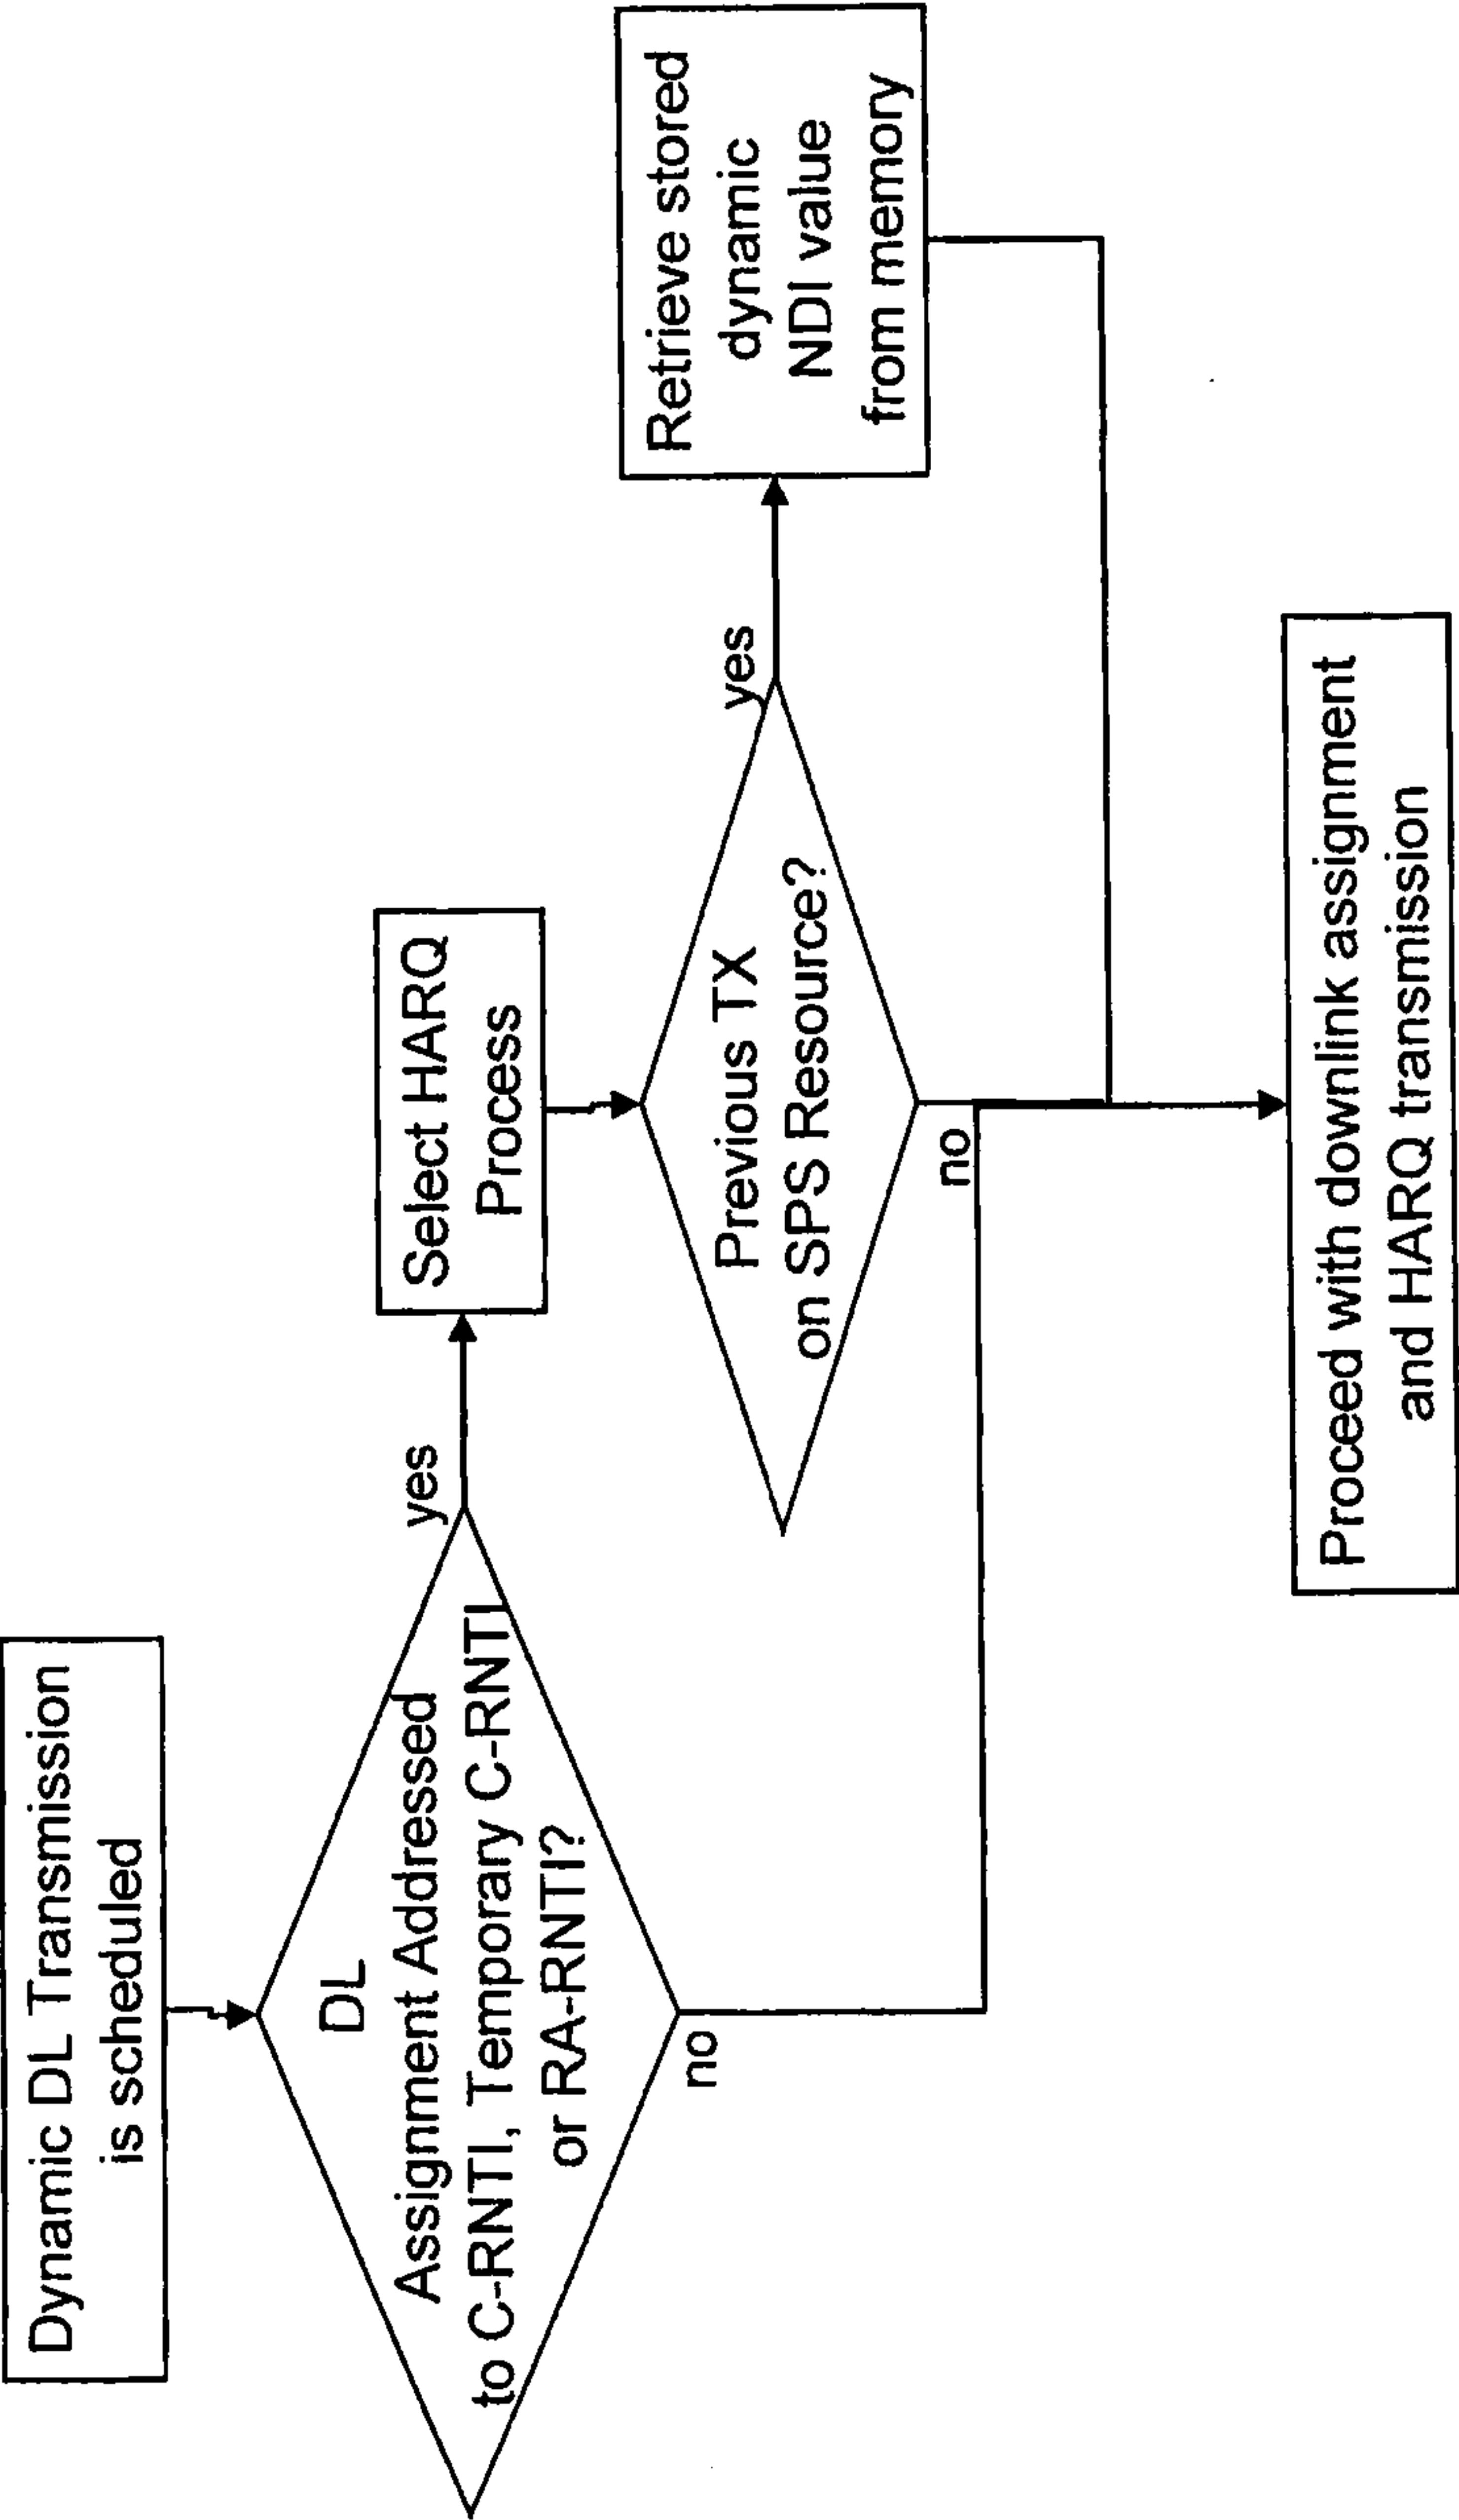 Dynamic DL Transmission
is scheduled
DL
Assignment Addressed
to C-RNTI, Temporary C-RNTI
or RA-RNTI?
yes
no
Select HARQ
Process
Previous TX
on SPS Resource?
yes
no
Retrieve stored
dynamic
NDI value
from memory
Proceed with downlink assignment
and HARQ transmission